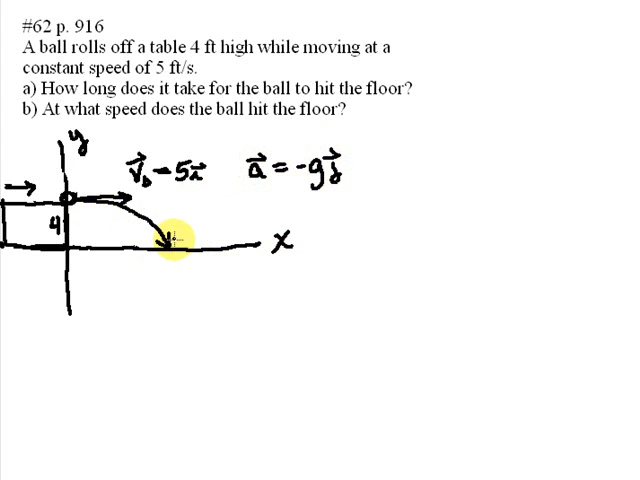 #62 p. 916
A ball rolls off a table 4 ft high while moving at a
constant speed of 5 ft/s.
a) How long does it take for the ball to hit the floor?
b) At what speed does the ball hit the floor?
y
v⃗₀ = 5i⃗ a⃗ = -gj⃗
4
x